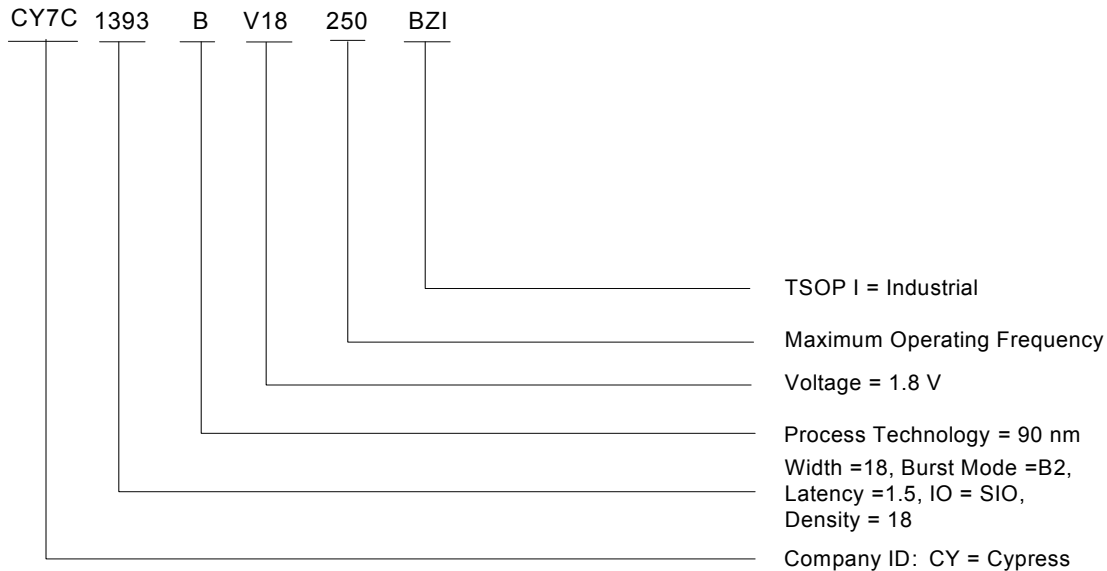 CY7C 1393 B V18 250 BZI
TSOP I = Industrial
Maximum Operating Frequency
Voltage = 1.8 V
Process Technology = 90 nm
Width =18, Burst Mode =B2,
Latency =1.5, IO = SIO,
Density = 18
Company ID: CY = Cypress